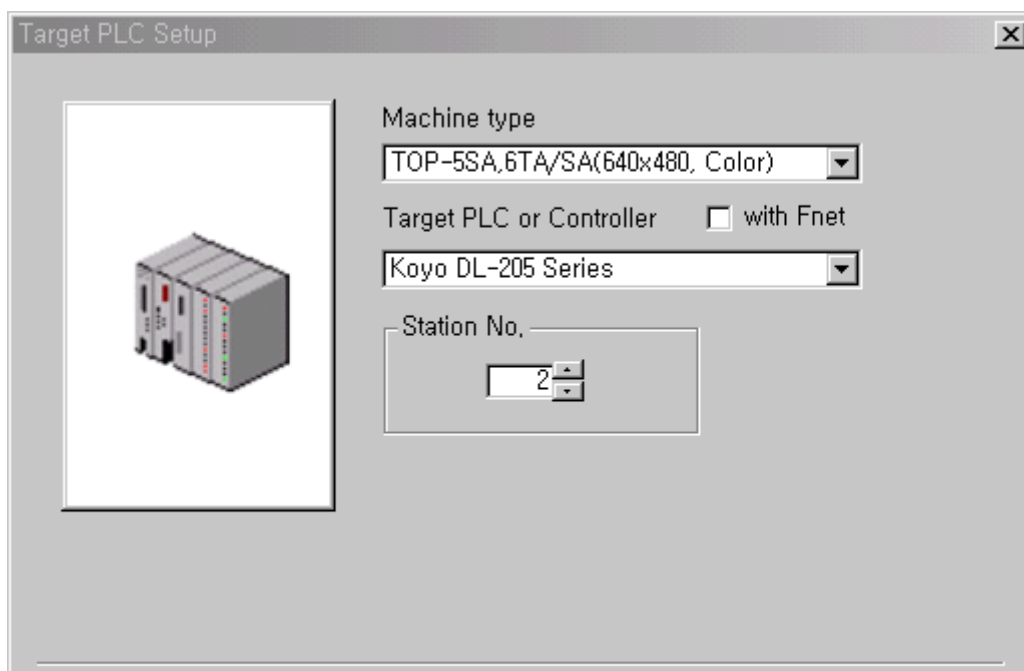 Target PLC Setup
Machine type
TOP-5SA,6TA/SA(640x480, Color)
Target PLC or Controller with Fnet
Koyo DL-205 Series
Station No,
2